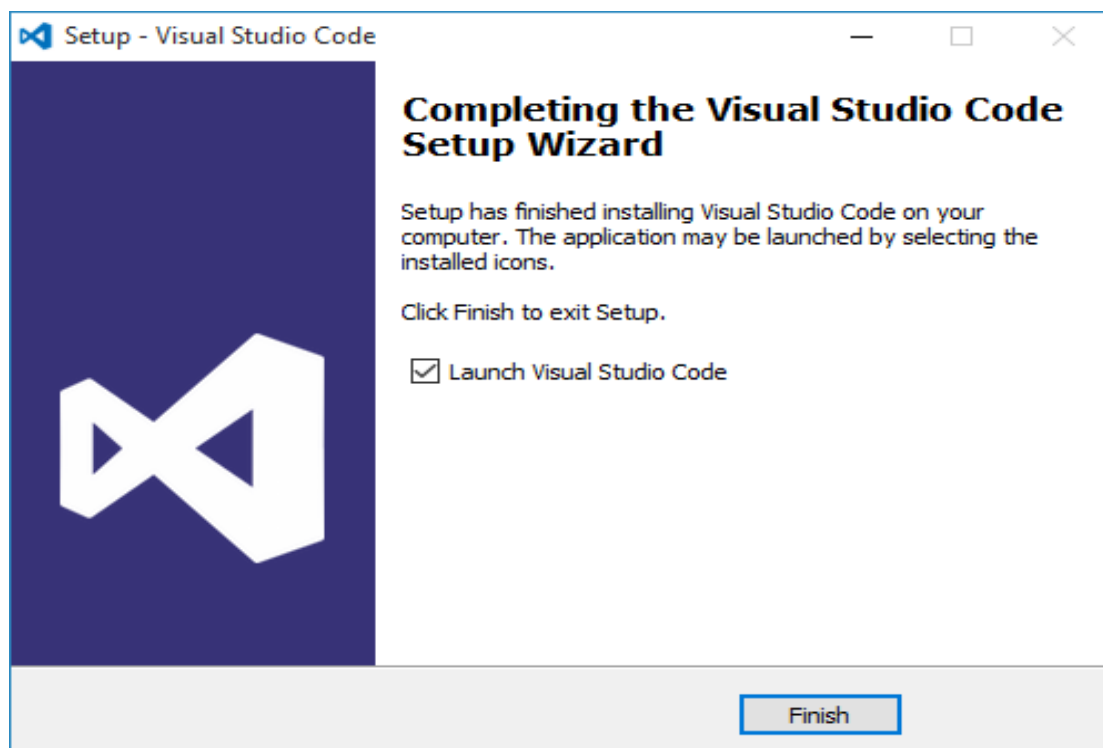 Setup - Visual Studio Code
Completing the Visual Studio Code
Setup Wizard
Setup has finished installing Visual Studio Code on your
computer. The application may be launched by selecting the
installed icons.
Click Finish to exit Setup.
Launch Visual Studio Code
Finish